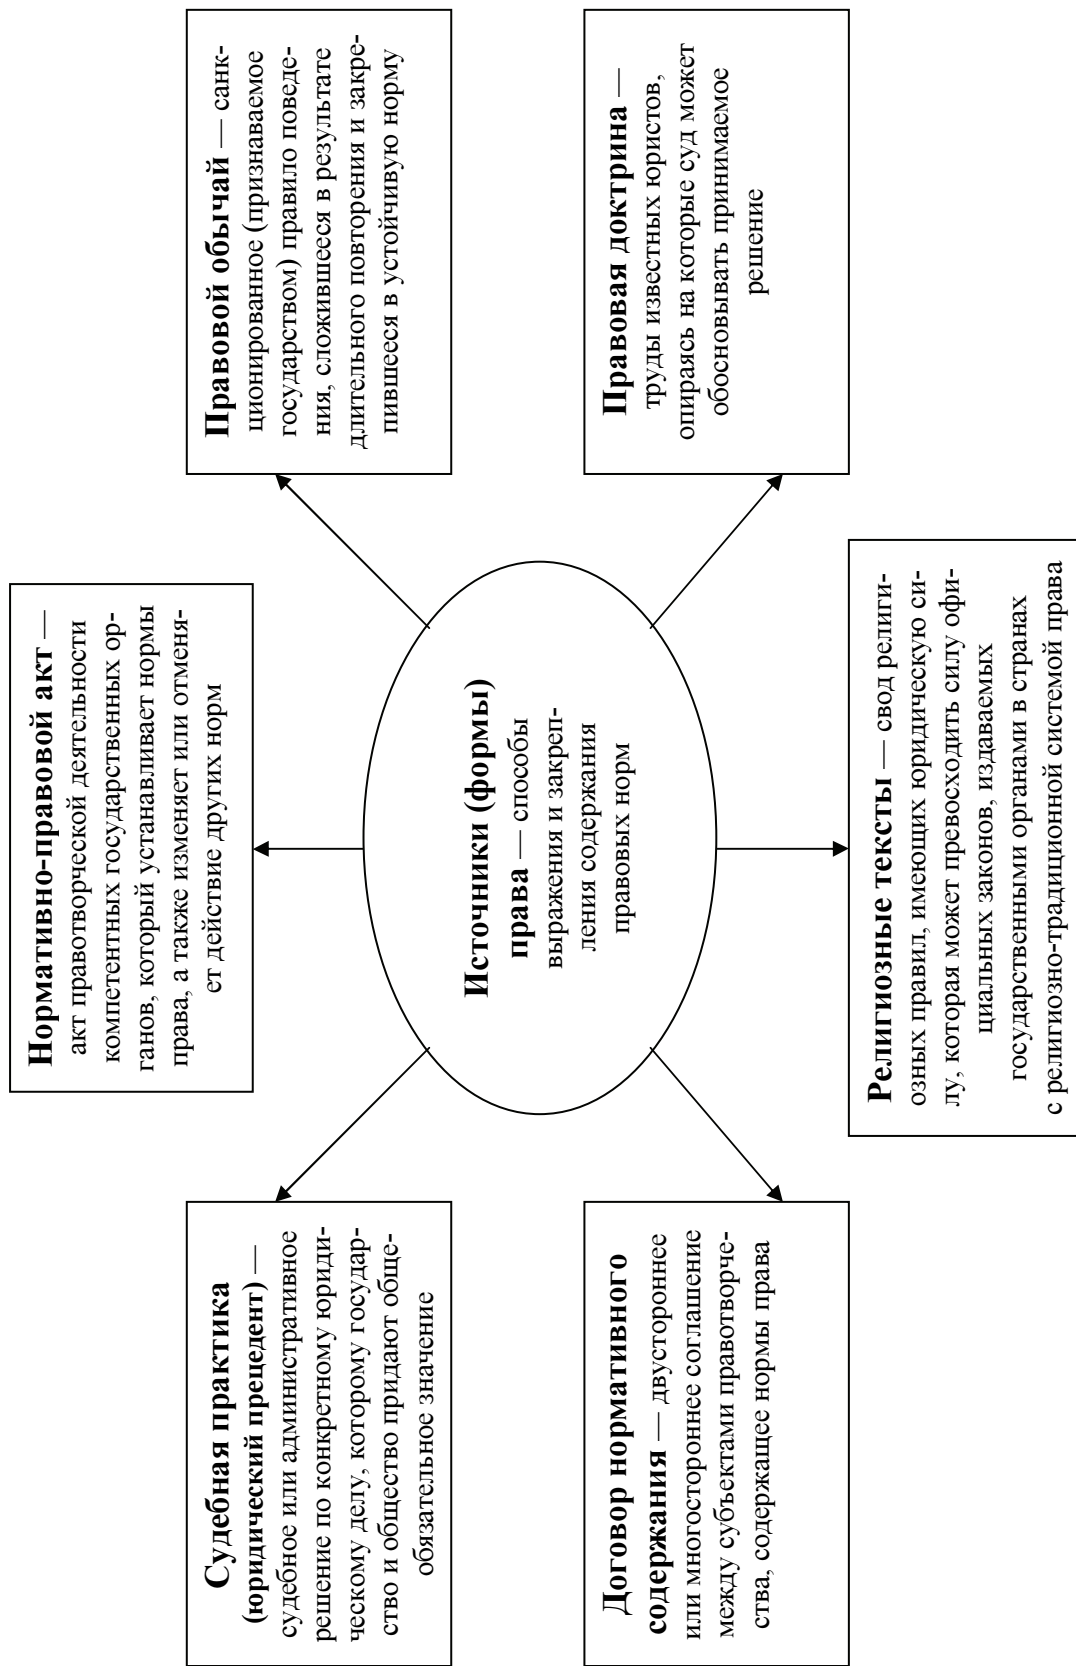 Судебная практика
(юридический прецедент) —
судебное или административное
решение по конкретному юриди-
ческому делу, которому государ-
ство и общество придают обще-
обязательное значение
Нормативно-правовой акт —
акт правотворческой деятельности
компетентных государственных ор-
ганов, который устанавливает нормы
права, а также изменяет или отменя-
ет действие других норм
Правовой обычай — санк-
ционированное (признаваемое
государством) правило поведе-
ния, сложившееся в результате
длительного повторения и закре-
пившееся в устойчивую норму
Источники (формы)
права — способы
выражения и закреп-
ления содержания
правовых норм
Договор нормативного
содержания — двустороннее
или многостороннее соглашение
между субъектами правотворче-
ства, содержащее нормы права
Религиозные тексты — свод религи-
озных правил, имеющих юридическую си-
лу, которая может превосходить силу офи-
циальных законов, издаваемых
государственными органами в странах
с религиозно-традиционной системой права
Правовая доктрина —
труды известных юристов,
опираясь на которые суд может
обосновывать принимаемое
решение